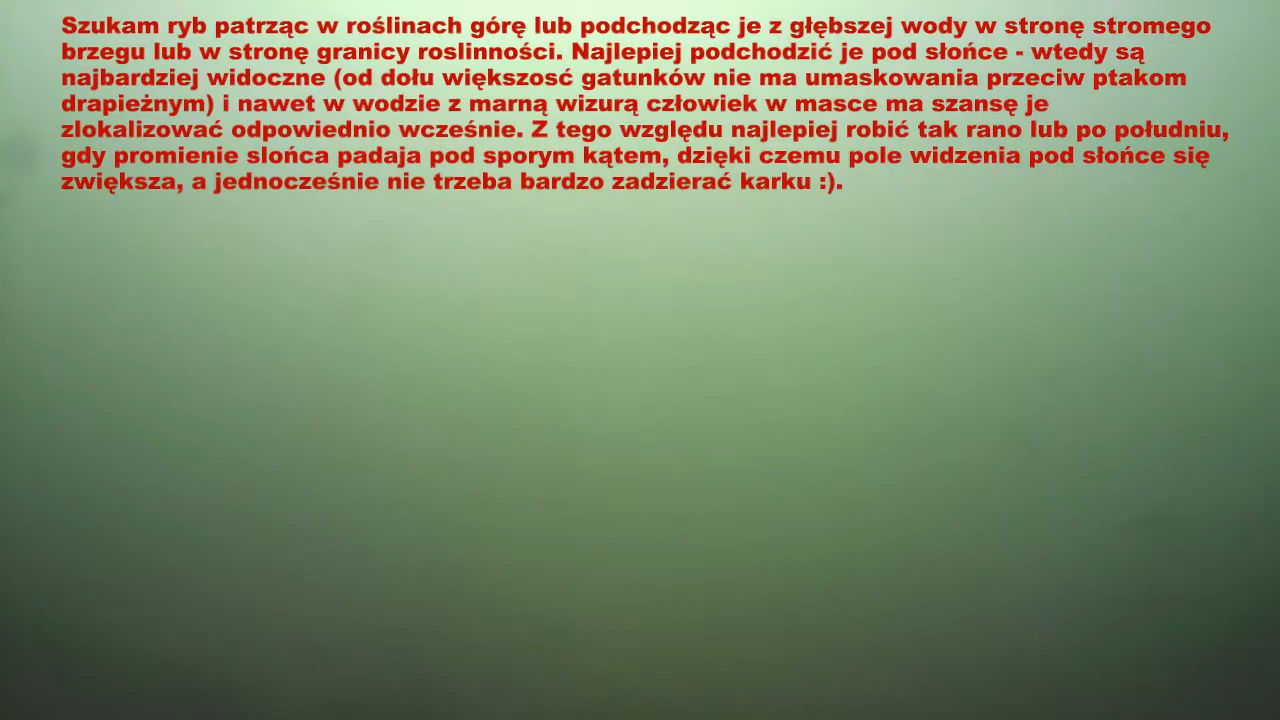 Szukam ryb patrząc w roślinach górę lub podchodząc je z głębszej wody w stronę stromego
brzegu lub w stronę granicy roslinności. Najlepiej podchodzić je pod słońce - wtedy są
najbardziej widoczne (od dołu większosć gatunków nie ma umaskowania przeciw ptakom
drapieżnym) i nawet w wodzie z marną wizurą człowiek w masce ma szansę je
zlokalizować odpowiednio wcześnie. Z tego względu najlepiej robić tak rano lub po południu,
gdy promienie slońca padaja pod sporym kątem, dzięki czemu pole widzenia pod słońce się
zwiększa, a jednocześnie nie trzeba bardzo zadzierać karku :).